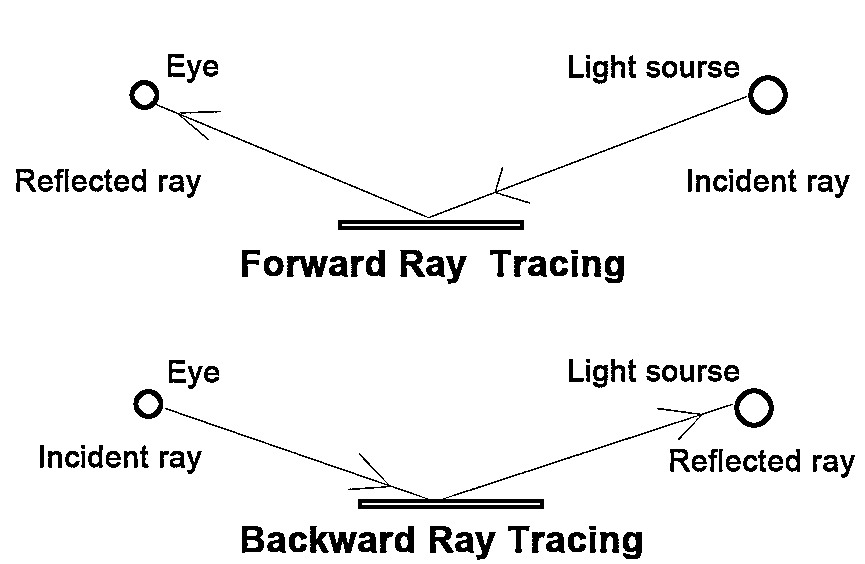 Eye
Light sourse
Reflected ray
Incident ray
Forward Ray Tracing
Eye
Light sourse
Incident ray
Reflected ray
Backward Ray Tracing